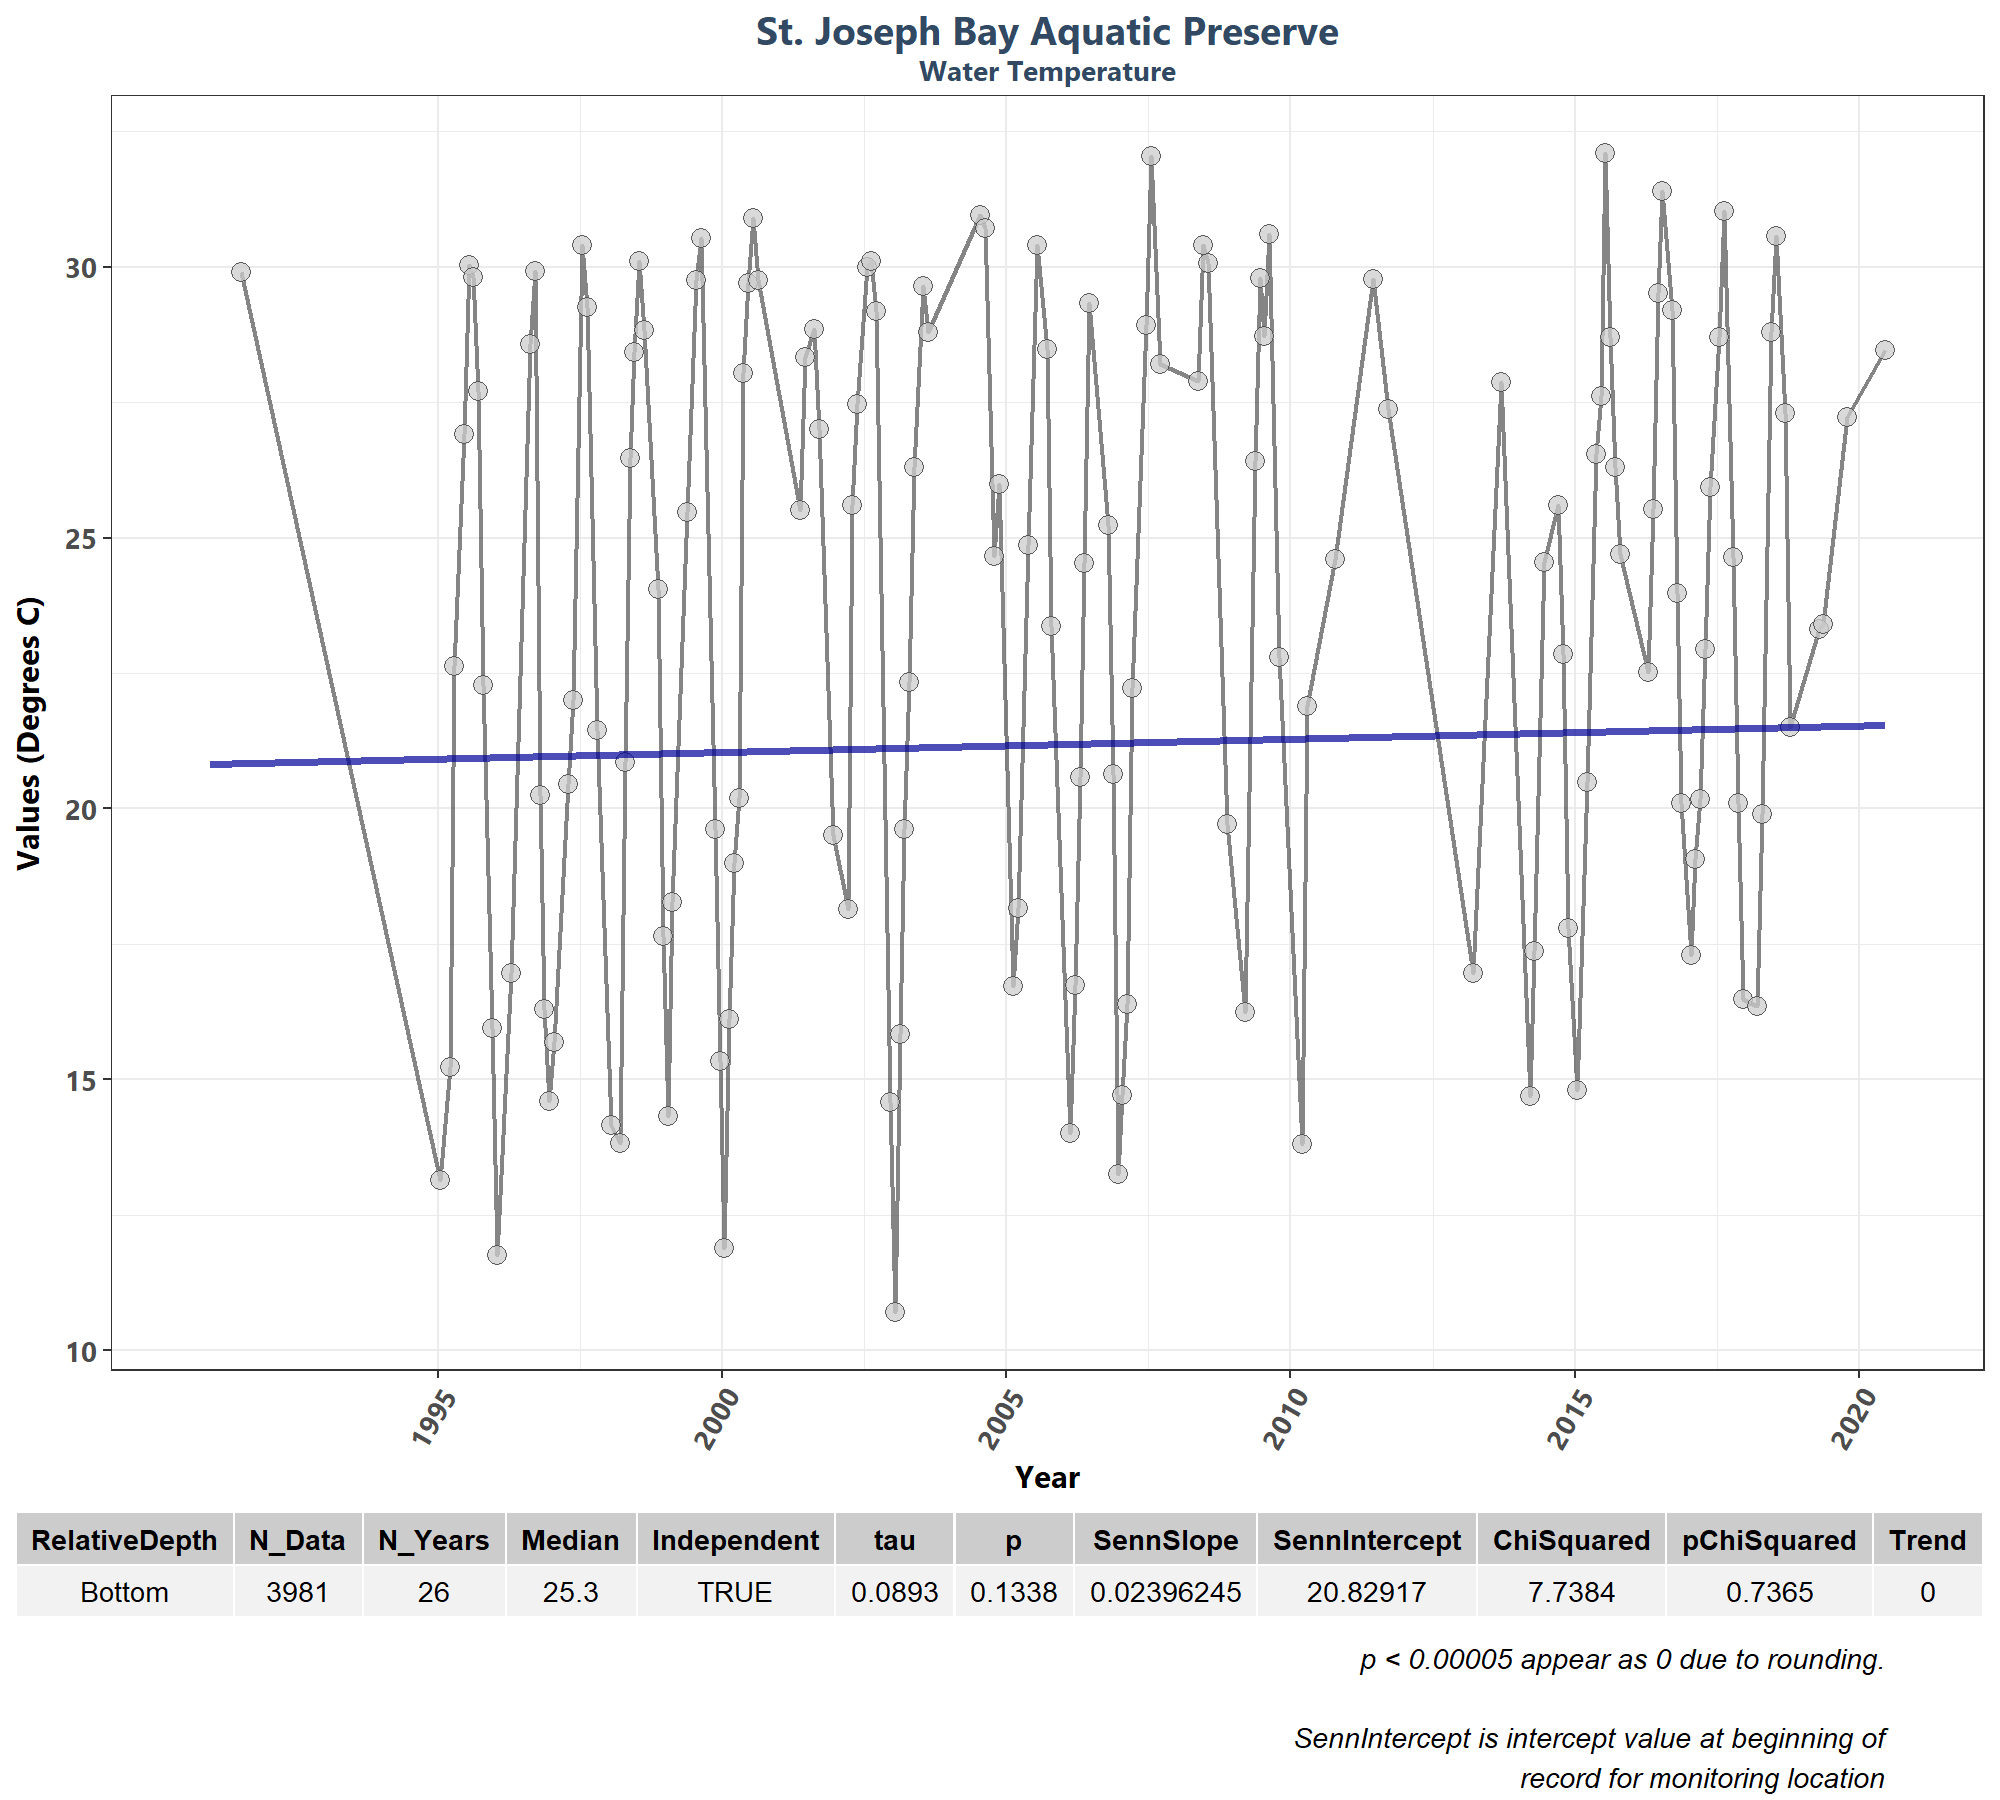 St. Joseph Bay Aquatic Preserve
Water Temperature
Values (Degrees C)
30
25
20
15
10
1995 2000 2005 2010 2015 2020
Year
RelativeDepth N_Data N_Years Median Independent tau p SennSlope SennIntercept ChiSquared pChiSquared Trend
Bottom 3981 26 25.3 TRUE 0.0893 0.1338 0.02396245 20.82917 7.7384 0.7365 0
p < 0.00005 appear as 0 due to rounding.
SennIntercept is intercept value at beginning of
record for monitoring location